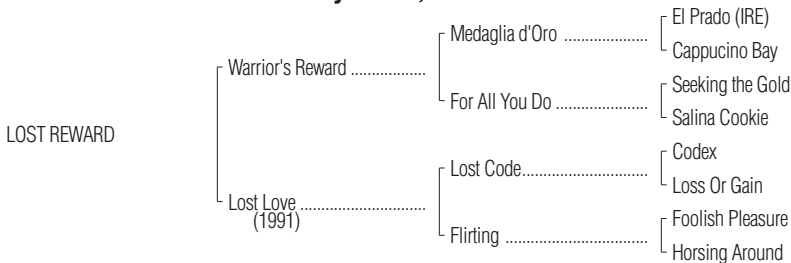 El Prado (IRE)
Medaglia d'Oro ....................
Cappucino Bay
Warrior's Reward ..................
Seeking the Gold
For All You Do ......................
Salina Cookie
LOST REWARD
Codex
Lost Code..............................
Loss Or Gain
Lost Love ..............................
(1991)
Foolish Pleasure
Flirting ..................................
Horsing Around